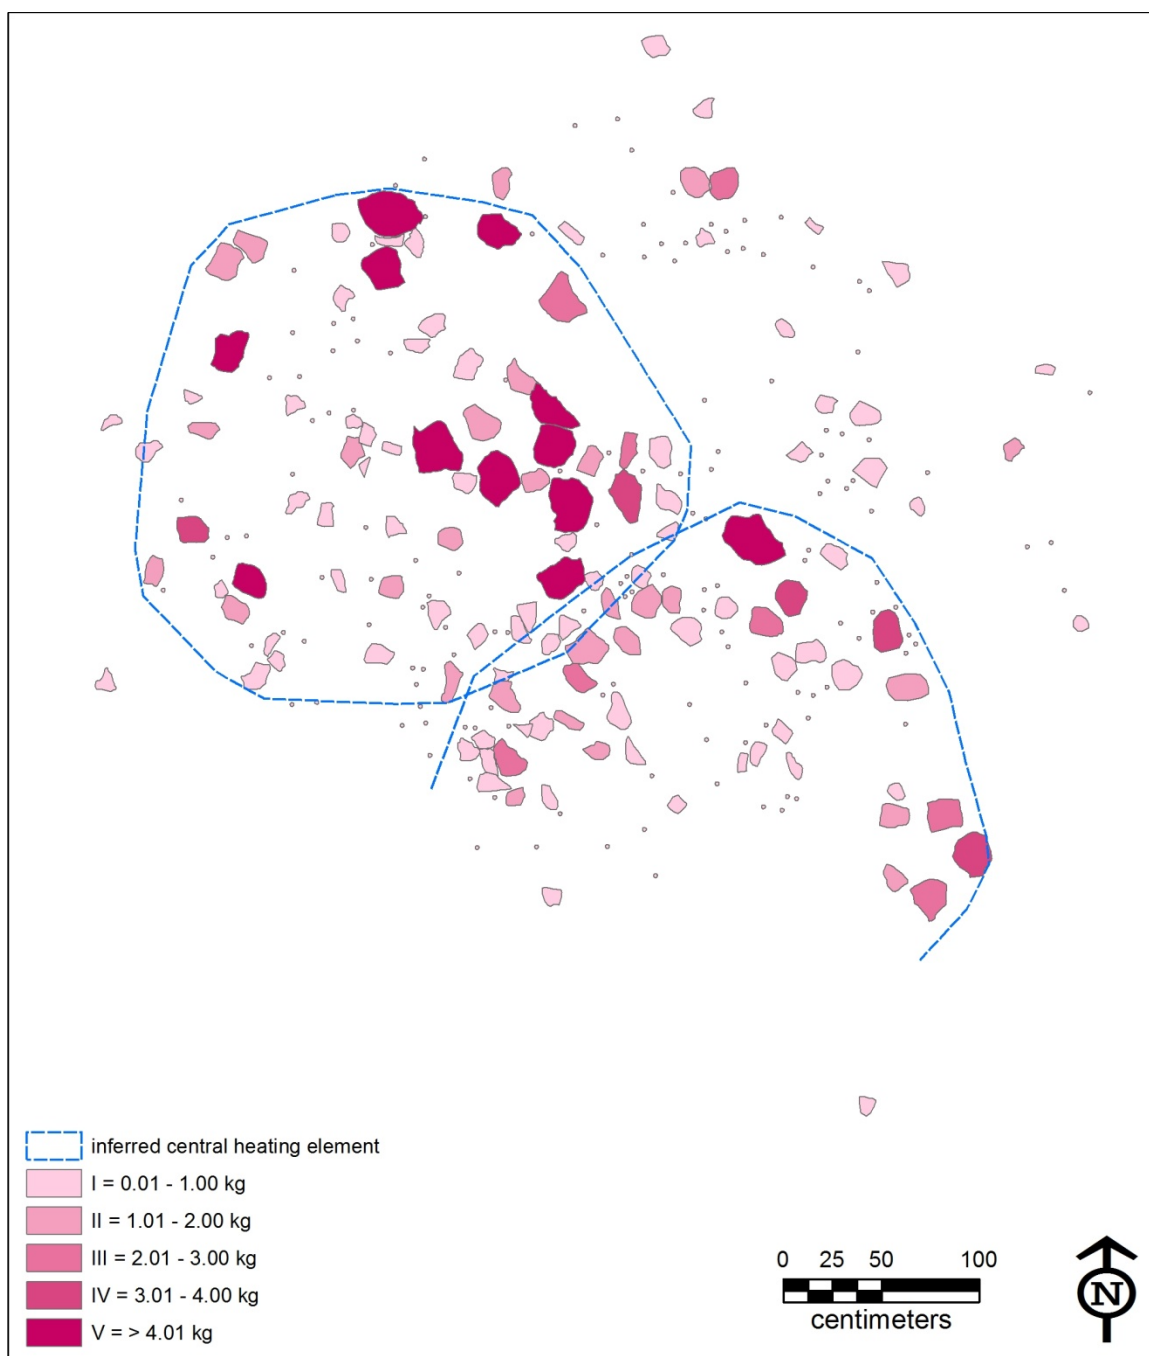 inferred central heating element
I = 0.01 - 1.00 kg
II = 1.01 - 2.00 kg
III = 2.01 - 3.00 kg
IV = 3.01 - 4.00 kg
V = > 4.01 kg
0 25 50 100
centimeters
N